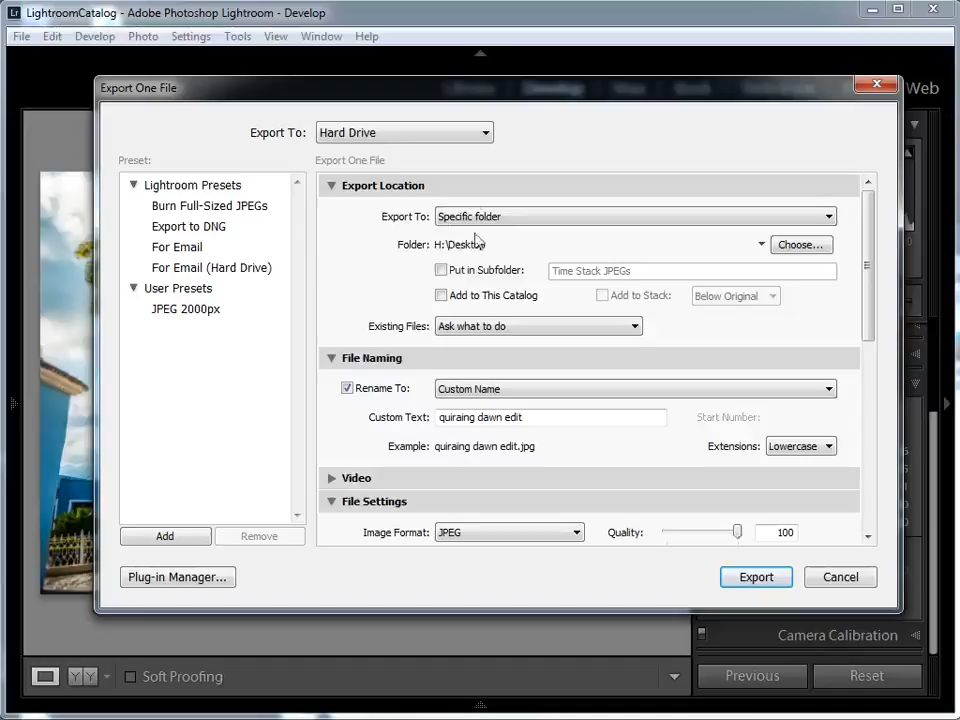 LightroomCatalog - Adobe Photoshop Lightroom - Develop
File Edit Develop Photo Settings Tools View Window Help
Export One File
Web
Export To: Hard Drive
Preset:
Export One File
Lightroom Presets
Burn Full-Sized JPEGs
Export to DNG
For Email
For Email (Hard Drive)
User Presets
JPEG 2000px
Add Remove
Export Location
Export To: Specific folder
Folder: H:\Desktop Choose...
Put in Subfolder: Time Stack JPEGs
Add to This Catalog Add to Stack: Below Original
Existing Files: Ask what to do
File Naming
Rename To: Custom Name
Custom Text: quiraing dawn edit Start Number:
Example: quiraing dawn edit.jpg Extensions: Lowercase
Video
File Settings
Image Format: JPEG Quality: 100
Plug-in Manager... Export Cancel
Camera Calibration
Soft Proofing Previous Reset